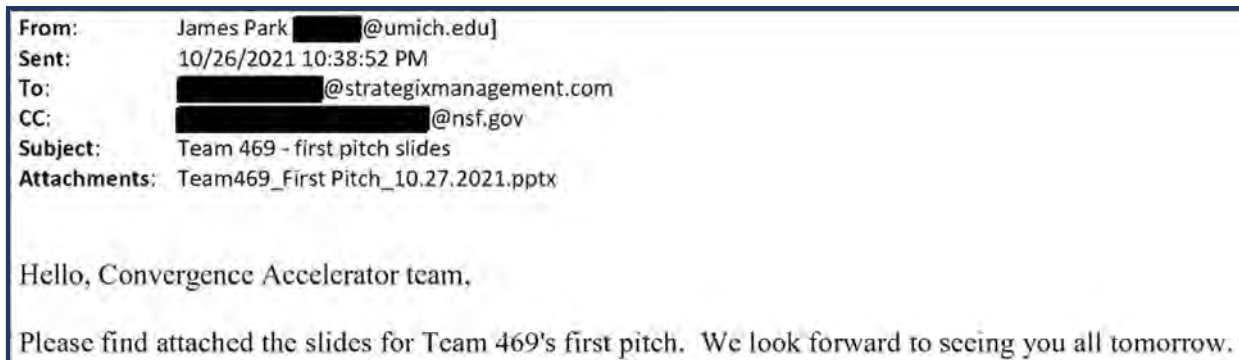 From: James Park @umich.edu]
Sent: 10/26/2021 10:38:52 PM
To: @strategixmanagement.com
CC: @nsf.gov
Subject: Team 469 - first pitch slides
Attachments: Team469_First Pitch_10.27.2021.pptx
Hello, Convergence Accelerator team,
Please find attached the slides for Team 469's first pitch. We look forward to seeing you all tomorrow.